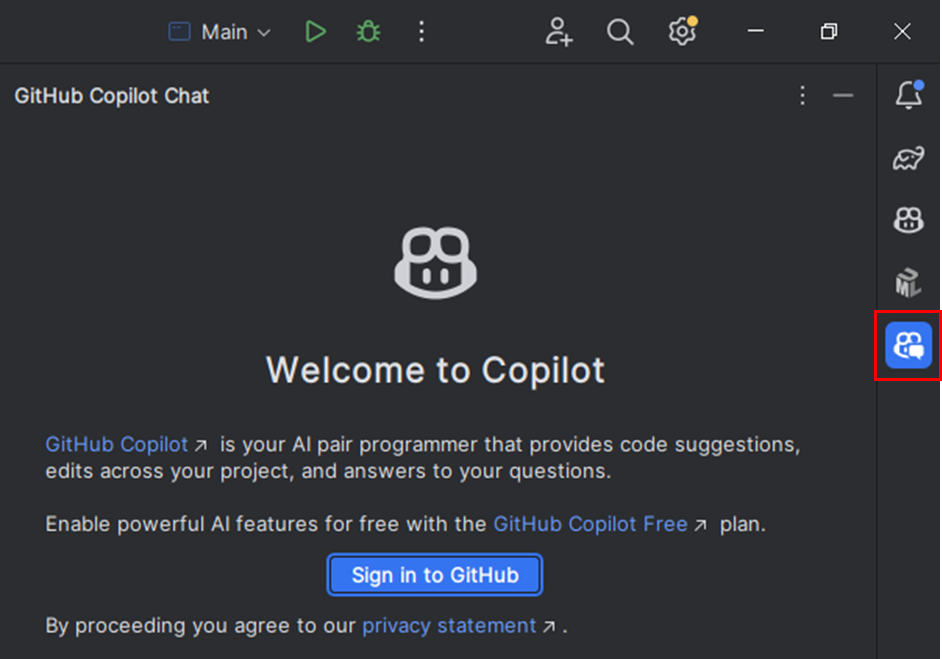 Main
GitHub Copilot Chat
UML
Welcome to Copilot
GitHub Copilot ↗ is your AI pair programmer that provides code suggestions,
edits across your project, and answers to your questions.
Enable powerful AI features for free with the GitHub Copilot Free ↗ plan.
Sign in to GitHub
By proceeding you agree to our privacy statement ↗ .